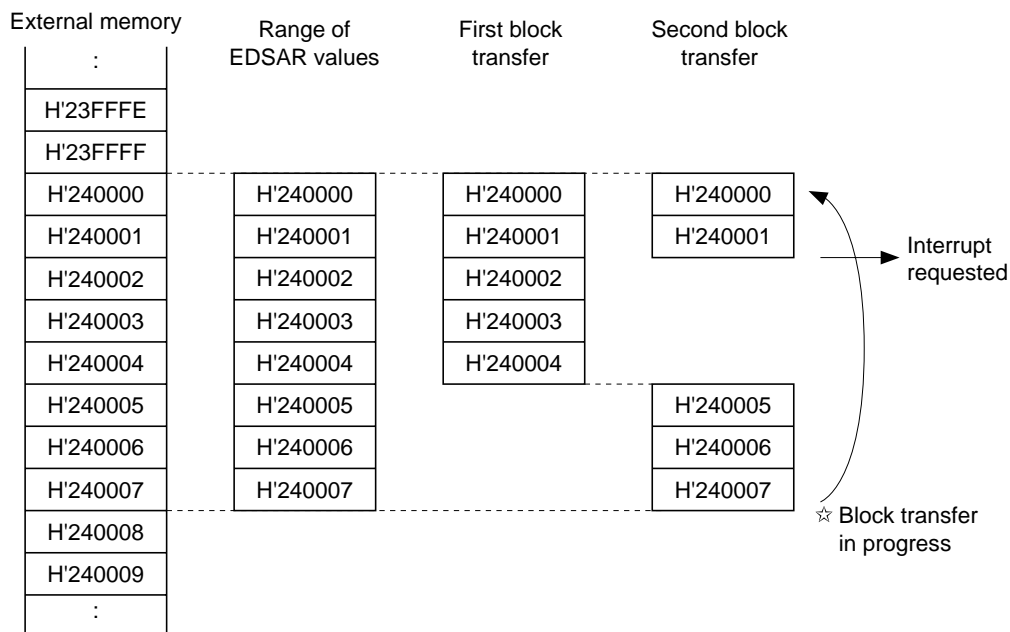 External memory
Range of
EDSAR values
First block
transfer
Second block
transfer
:
H'23FFFE
H'23FFFF
H'240000
H'240001
H'240002
H'240003
H'240004
H'240005
H'240006
H'240007
H'240008
H'240009
:
H'240000
H'240001
H'240002
H'240003
H'240004
H'240005
H'240006
H'240007
H'240000
H'240001
H'240002
H'240003
H'240004
H'240000
H'240001
H'240005
H'240006
H'240007
Interrupt
requested
☆ Block transfer
in progress